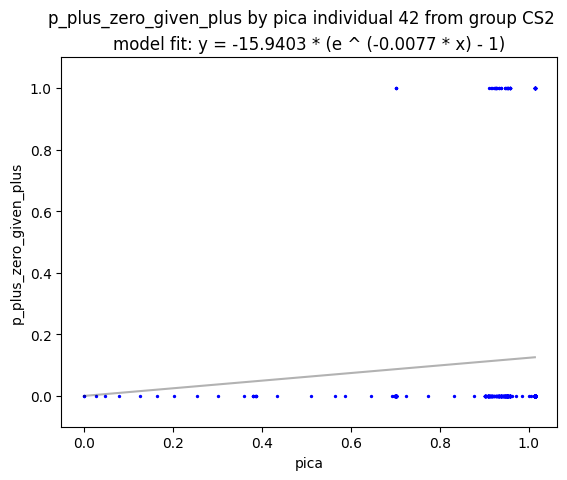 p_plus_zero_given_plus by pica individual 42 from group CS2
model fit: y = -15.9403 * (e ^ (-0.0077 * x) - 1)
1.0
0.8
0.6
0.4
0.2
0.0
p_plus_zero_given_plus
0.0 0.2 0.4 0.6 0.8 1.0
pica